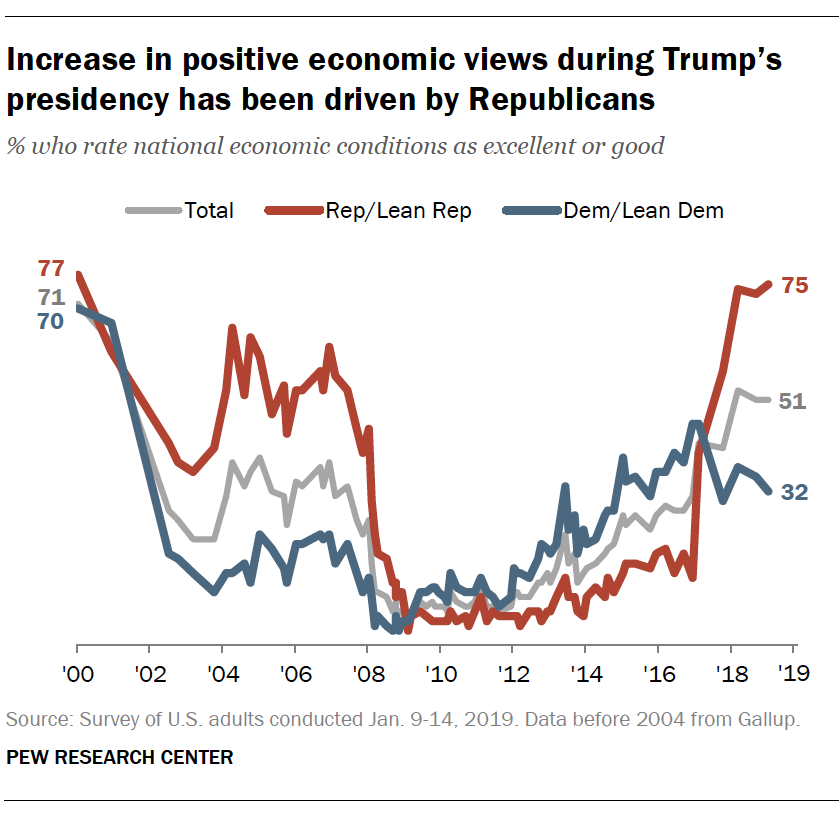 Increase in positive economic views during Trump’s
presidency has been driven by Republicans
% who rate national economic conditions as excellent or good
Total Rep/Lean Rep Dem/Lean Dem
77
71
70
75
51
32
'00 '02 '04 '06 '08 '10 '12 '14 '16 '18 '19
Source: Survey of U.S. adults conducted Jan. 9-14, 2019. Data before 2004 from Gallup.
PEW RESEARCH CENTER